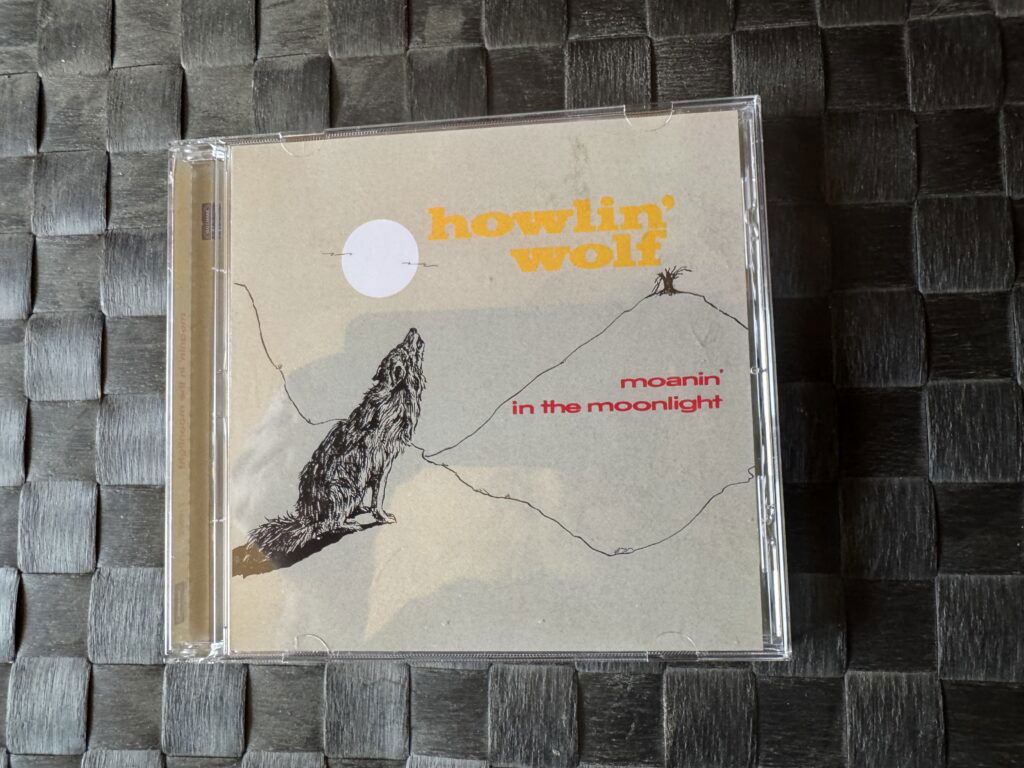 howlin'
wolf
moanin'
in the moonlight